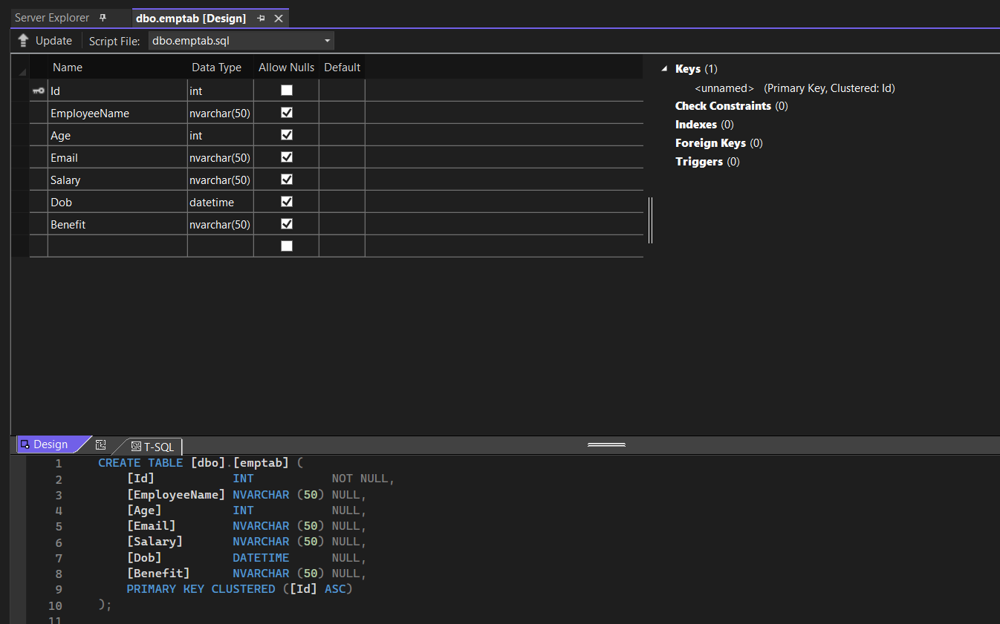 Server Explorer dbo.emptab [Design]
Update Script File: dbo.emptab.sql
Name Data Type Allow Nulls Default
Id int
EmployeeName nvarchar(50)
Age int
Email nvarchar(50)
Salary nvarchar(50)
Dob datetime
Benefit nvarchar(50)
Keys (1)
<unnamed> (Primary Key, Clustered: Id)
Check Constraints (0)
Indexes (0)
Foreign Keys (0)
Triggers (0)
Design T-SQL
1 CREATE TABLE [dbo].[emptab] (
2 [Id] INT NOT NULL,
3 [EmployeeName] NVARCHAR (50) NULL,
4 [Age] INT NULL,
5 [Email] NVARCHAR (50) NULL,
6 [Salary] NVARCHAR (50) NULL,
7 [Dob] DATETIME NULL,
8 [Benefit] NVARCHAR (50) NULL,
9 PRIMARY KEY CLUSTERED ([Id] ASC)
10 );
11